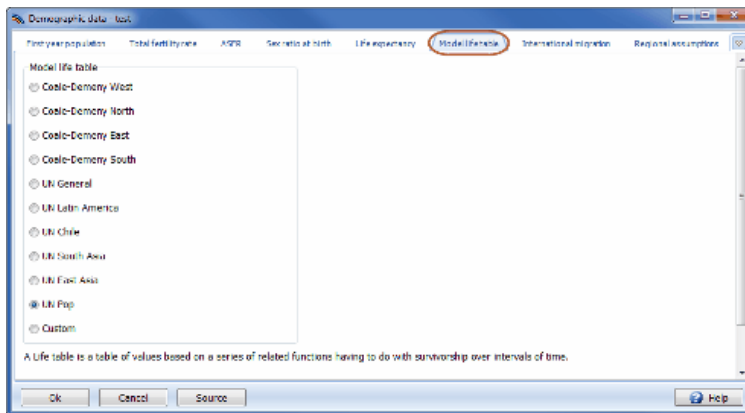 Demographic data - test
First year population Total fertility rate ASFR Sex ratio at birth Life expectancy Model life table International migration Regional assumptions
Model life table
Coale-Demeny West
Coale-Demeny North
Coale-Demeny East
Coale-Demeny South
UN General
UN Latin America
UN Chile
UN South Asia
UN East Asia
UN Pop
Custom
A Life table is a table of values based on a series of related functions having to do with survivorship over intervals of time.
Ok Cancel Source Help